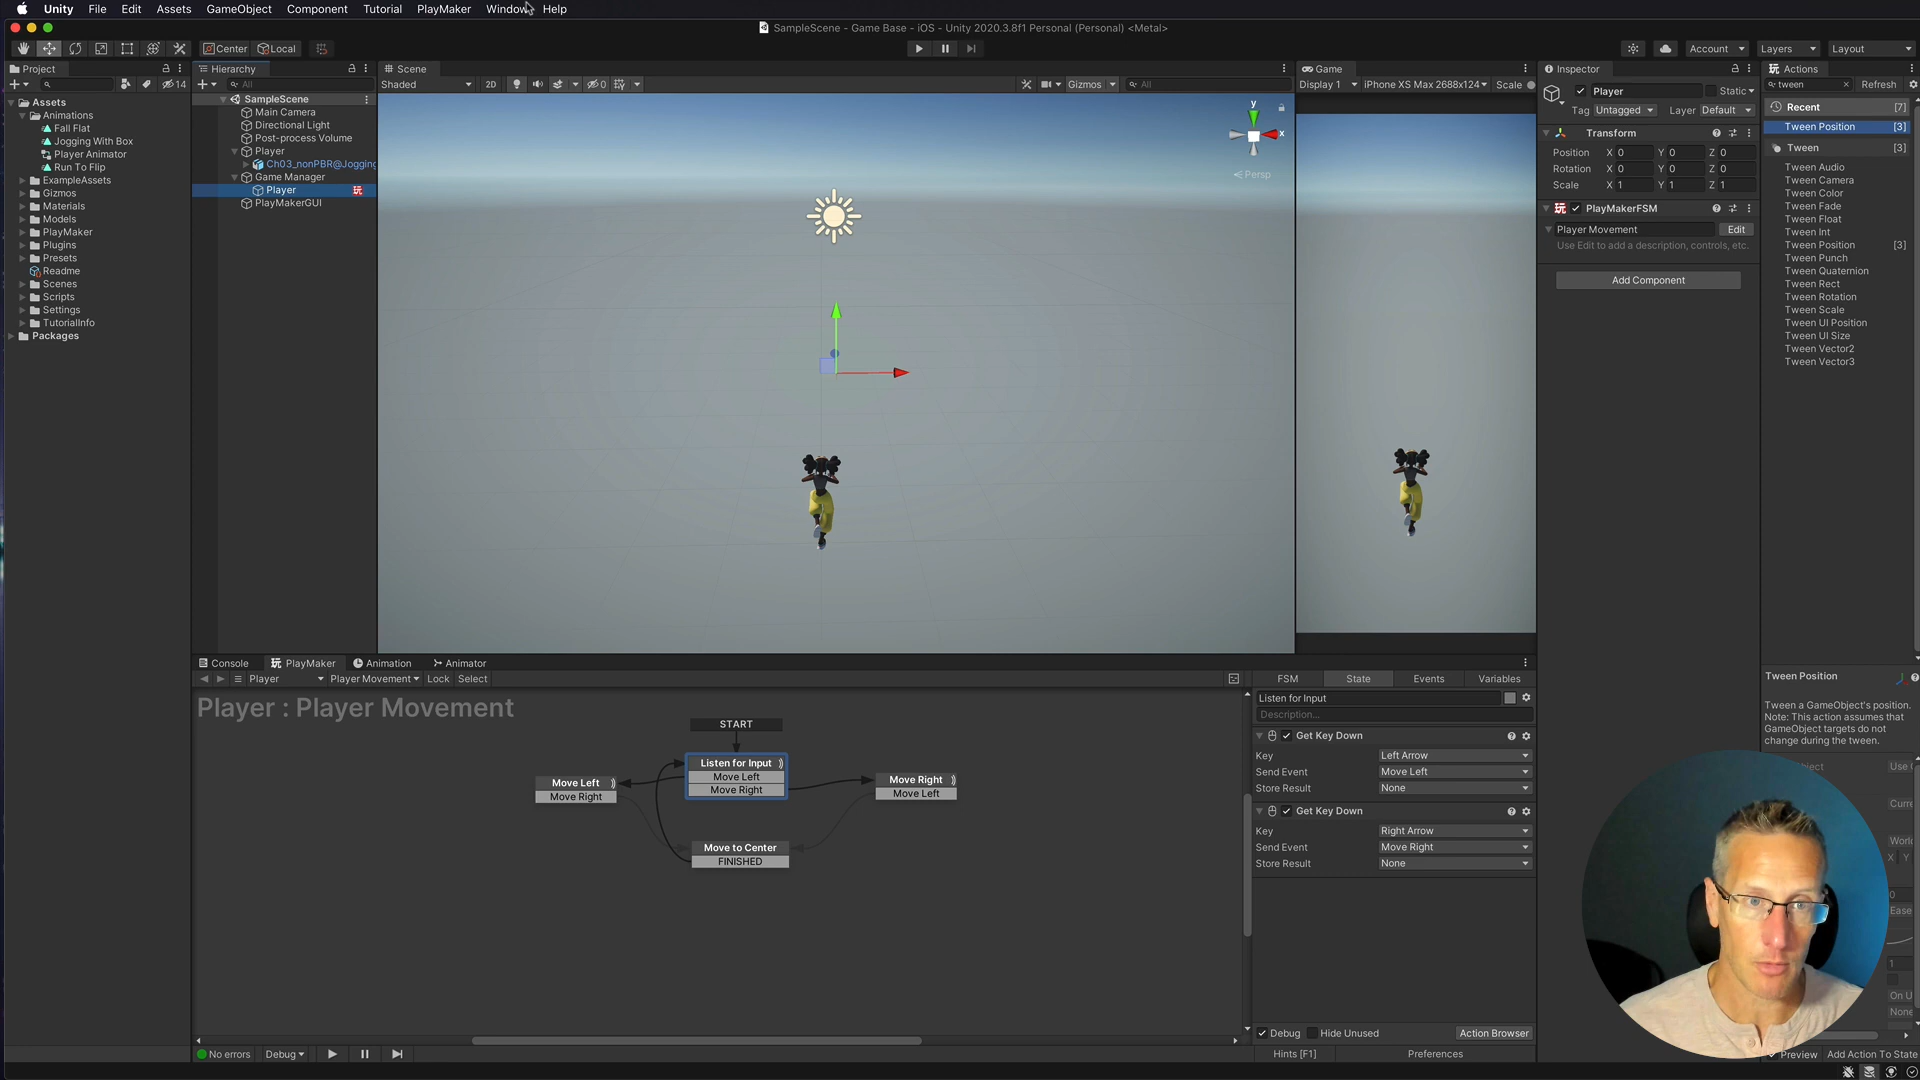 Unity File Edit Assets GameObject Component Tutorial PlayMaker Window Help
SampleScene - Game Base - iOS - Unity 2020.3.8f1 Personal (Personal) <Metal>
Center Local Account Layers Layout
Project
14
Assets
Animations
Fall Flat
Jogging With Box
Player Animator
Run To Flip
ExampleAssets
Gizmos
Materials
Models
PlayMaker
Plugins
Presets
Readme
Scenes
Scripts
Settings
TutorialInfo
Packages
Hierarchy
All
SampleScene
Main Camera
Directional Light
Post-process Volume
Player
Ch03_nonPBR@Jogging
Game Manager
Player
PlayMakerGUI
Scene
Shaded 2D 0 Gizmos All
y
x
Persp
Game
Display 1 iPhone XS Max 2688x124 Scale
Inspector
Player Static
Tag Untagged Layer Default
Transform
Position X 0 Y 0 Z 0
Rotation X 0 Y 0 Z 0
Scale X 1 Y 1 Z 1
PlayMakerFSM
Player Movement Edit
Use Edit to add a description, controls, etc.
Add Component
Actions
tween Refresh
Recent [7]
Tween Position [3]
Tween [3]
Tween Audio
Tween Camera
Tween Color
Tween Fade
Tween Float
Tween Int
Tween Position [3]
Tween Punch
Tween Quaternion
Tween Rect
Tween Rotation
Tween Scale
Tween UI Position
Tween UI Size
Tween Vector2
Tween Vector3
Tween Position
Tween a GameObject's position.
Note: This action assumes that
GameObject targets do not
change during the tween.
Console PlayMaker Animation Animator
Player Player Movement Lock Select
Player : Player Movement
START
Listen for Input
Move Left
Move Right
Move Left
Move Right
Move Right
Move Left
Move to Center
FINISHED
FSM State Events Variables
Listen for Input
Description...
Get Key Down
Key Left Arrow
Send Event Move Left
Store Result None
Get Key Down
Key Right Arrow
Send Event Move Right
Store Result None
Debug Hide Unused Action Browser
Hints [F1] Preferences
No errors Debug
Preview Add Action To State